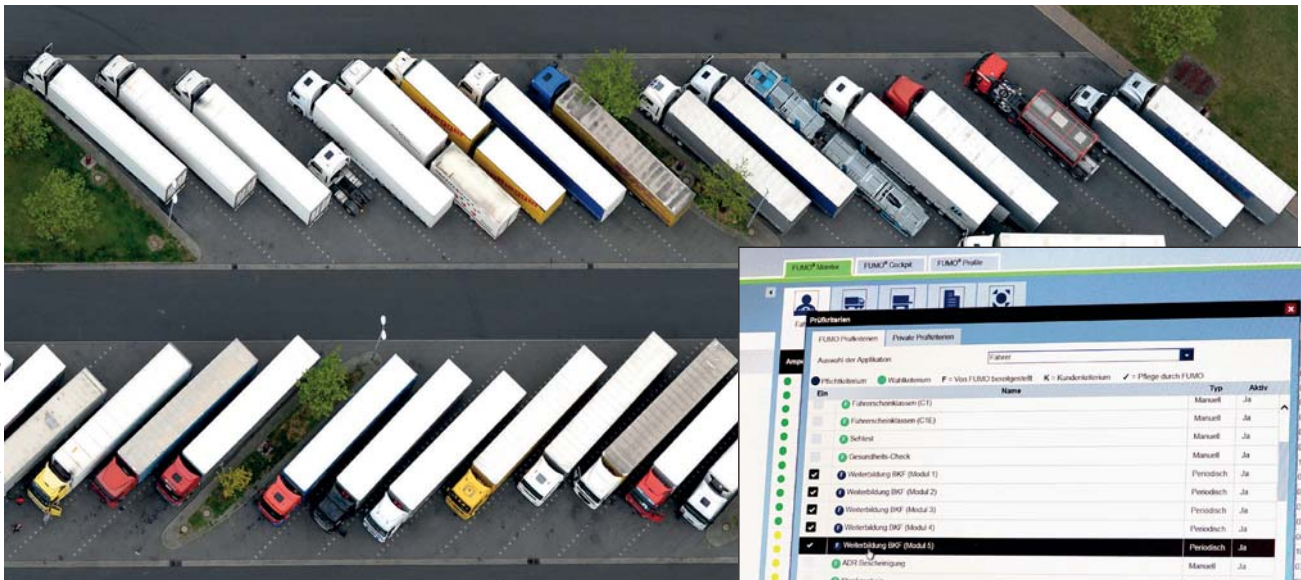 FUMO® Monitor FUMO® Cockpit FUMO® Profile
Prüfkriterien
FUMO Prüfkriterien Private Prüfkriterien
Auswahl der Applikation Fahrer
Pflichtkriterium Wahlkriterium F = Von FUMO bereitgestellt K = Kundenkriterium ✓ = Pflege durch FUMO
Ein Name Typ Aktiv
F Führerscheinklassen (C1) Manuell Ja
F Führerscheinklassen (C1E) Manuell Ja
F Sehtest Manuell Ja
F Gesundheits-Check Manuell Ja
F Weiterbildung BKF (Modul 1) Periodisch Ja
F Weiterbildung BKF (Modul 2) Periodisch Ja
F Weiterbildung BKF (Modul 3) Periodisch Ja
F Weiterbildung BKF (Modul 4) Periodisch Ja
F Weiterbildung BKF (Modul 5) Periodisch Ja
F ADR Bescheinigung Manuell Ja